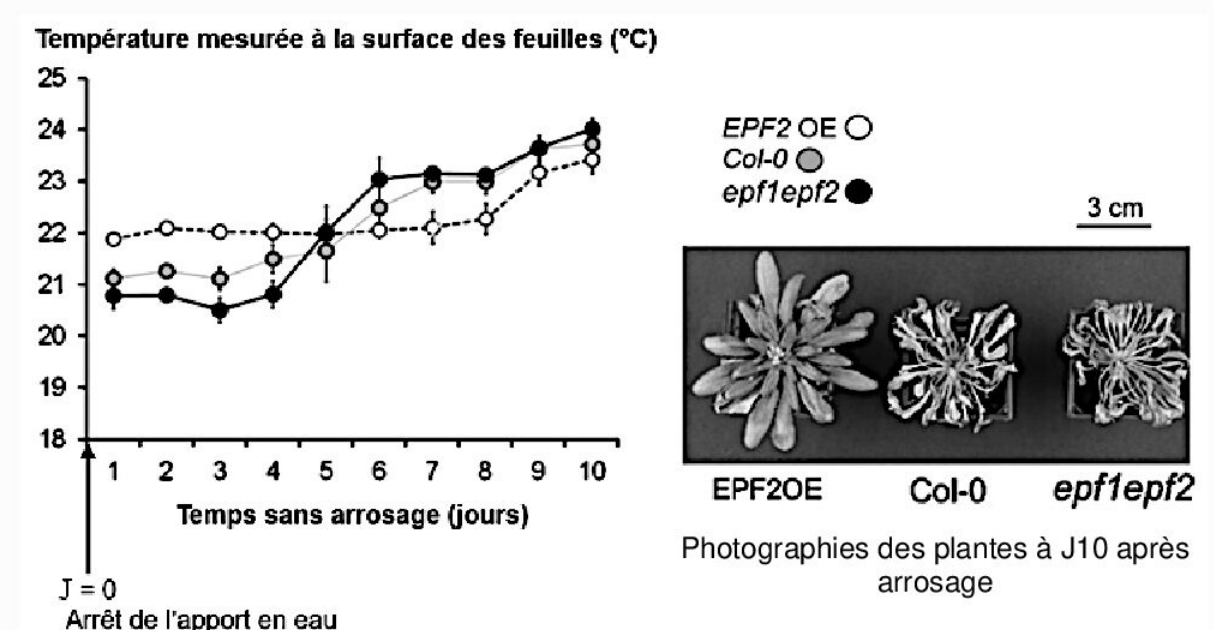 Température mesurée à la surface des feuilles (°C)
25
24
23
22
21
20
19
18
1 2 3 4 5 6 7 8 9 10
Temps sans arrosage (jours)
J = 0
Arrêt de l'apport en eau
EPF2 OE
Col-0
epf1epf2
3 cm
EPF2OE Col-0 epf1epf2
Photographies des plantes à J10 après
arrosage